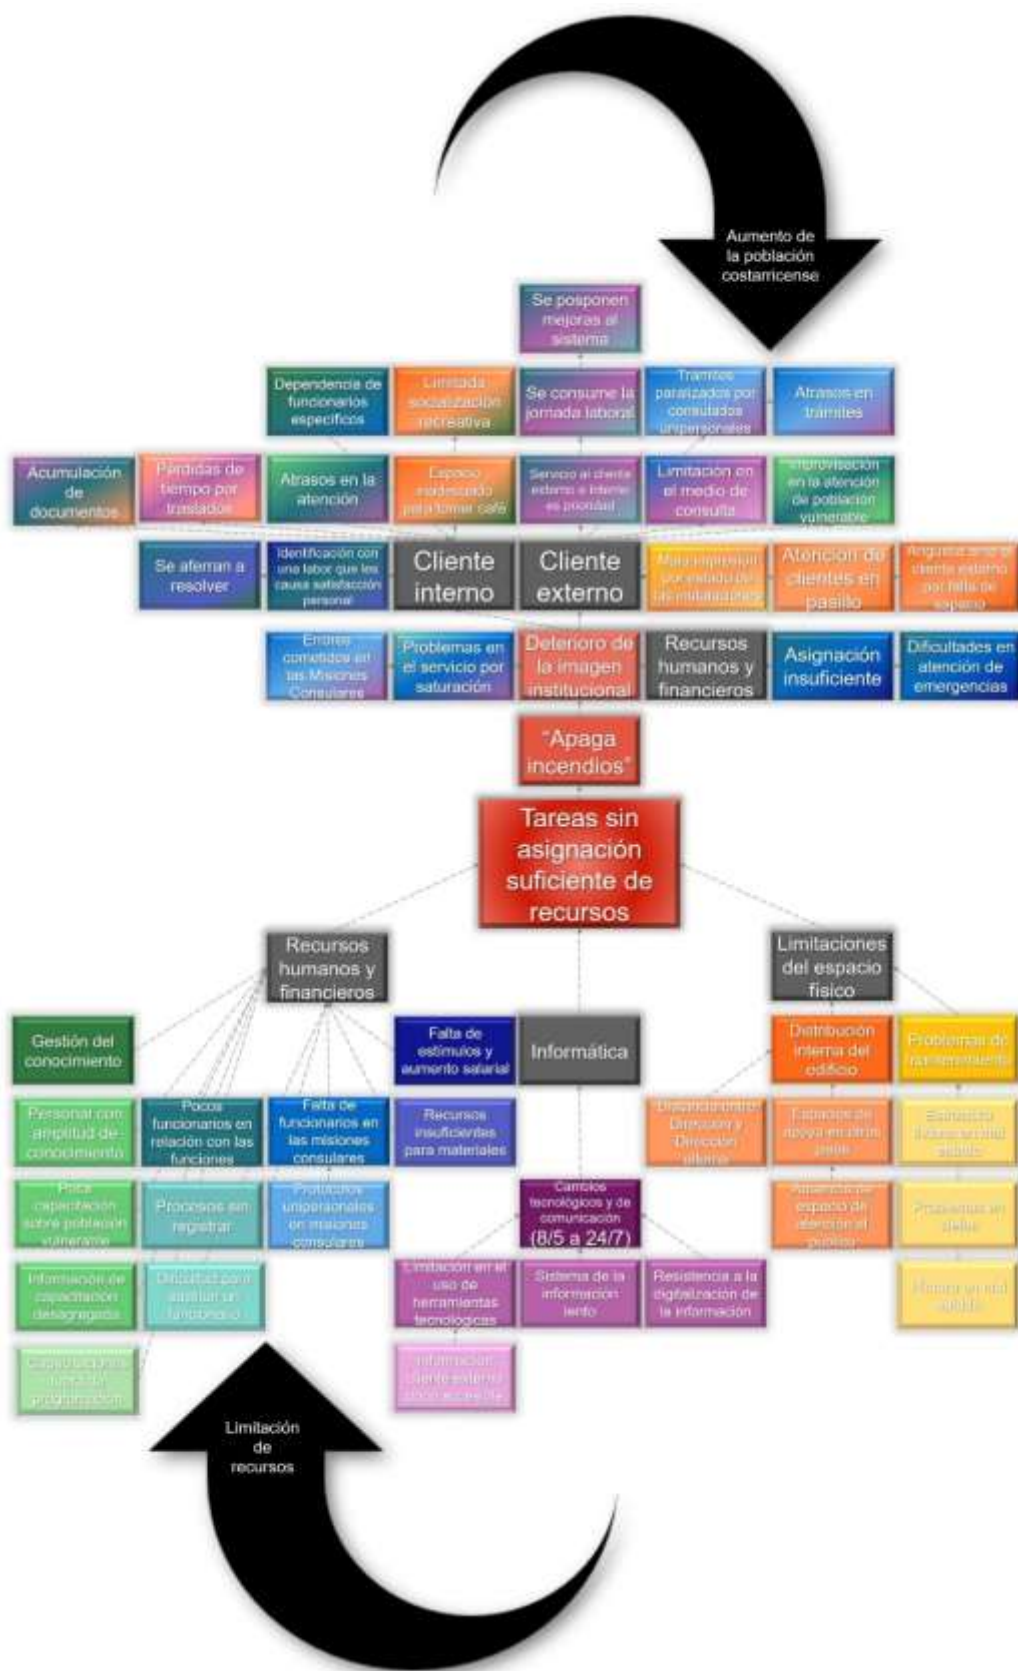 Aumento de
la población
costarricense
Se posponen
mejoras al
sistema
Dependencia de
funcionarios
específicos
Limitada
socialización
recreativa
Se consume la
jornada laboral
Trámites
paralizados por
consulados
unipersonales
Atrasos en
trámites
Acumulación
de
documentos
Pérdidas de
tiempo por
traslados
Atrasos en la
atención
Espacio
inadecuado
para tomar café
Servicio al cliente
externo e interno
es prioridad
Limitación en
el medio de
consulta
Improvisación
en la atención
de población
vulnerable
Se aferran a
resolver
Identificación con
una labor que les
causa satisfacción
personal
Cliente
interno
Cliente
externo
Mala impresión
por estado de
las
Atención de
clientes en
pasillo
cliente externo
por falta de
espacio
Errores
cometidos en
las Misiones
Consulares
Problemas en
el servicio por
saturación
Deterioro de
la imagen
institucional
Recursos
humanos y
financieros
Asignación
insuficiente
Dificultades en
atención de
emergencias
“Apaga
incendios”
Tareas sin
asignación
suficiente de
recursos
Recursos
humanos y
financieros
Limitaciones
del espacio
físico
Gestión del
conocimiento
Falta de
estímulos y
aumento salarial
Informática
Distribución
interna del
edificio
Problemas de
mantenimiento
Personal con
amplitud de
conocimiento
Pocos
funcionarios en
relación con las
funciones
Falta de
funcionarios en
las misiones
consulares
Recursos
insuficientes
para materiales
Distancia entre
Dirección y
Dirección
alterna
Espacios de
apoyo en otros
pisos
Poca
capacitación
sobre población
vulnerable
Procesos sin
registrar
Protocolos
unipersonales
en misiones
consulares
Cambios
tecnológicos y de
comunicación
(8/5 a 24/7)
Ausencia de
espacio de
atención al
público
Problemas en
Información de
capacitación
desagregada
Dificultad para
sustituir un
funcionario
Limitación en el
uso de
herramientas
tecnológicas
Sistema de la
información
lento
Resistencia a la
digitalización de
la información
en mal
estado
Capacitaciones
programación
Información
cliente externo
poco accesible
Limitación
de
recursos